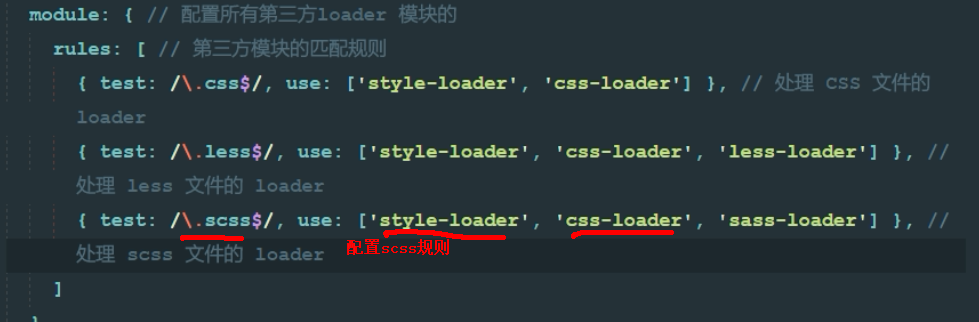 module: { // 配置所有第三方loader 模块的
rules: [ // 第三方模块的匹配规则
{ test: /\.css$/, use: ['style-loader', 'css-loader'] }, // 处理 css 文件的
loader
{ test: /\.less$/, use: ['style-loader', 'css-loader', 'less-loader'] }, //
处理 less 文件的 loader
{ test: /\.scss$/, use: ['style-loader', 'css-loader', 'sass-loader'] }, //
处理 scss 文件的 loader
配置scss规则
]
}